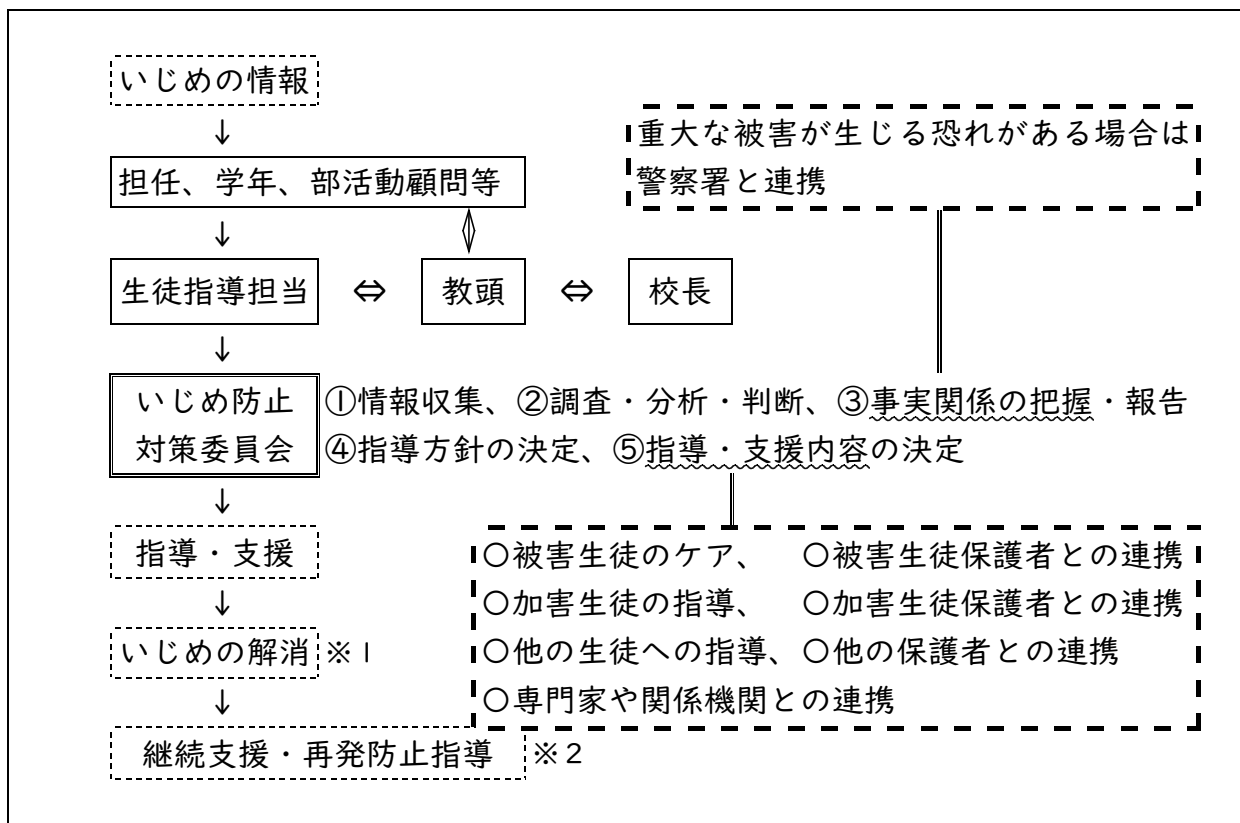 いじめの情報
↓
重大な被害が生じる恐れがある場合は
警察署と連携
担任、学年、部活動顧問等
↓
生徒指導担当 ⇔ 教頭 ⇔ 校長
↓
いじめ防止
対策委員会
①情報収集、②調査・分析・判断、③事実関係の把握・報告
④指導方針の決定、⑤指導・支援内容の決定
↓
指導・支援
↓
いじめの解消 ※1
↓
継続支援・再発防止指導 ※2
○被害生徒のケア、 ○被害生徒保護者との連携
○加害生徒の指導、 ○加害生徒保護者との連携
○他の生徒への指導、○他の保護者との連携
○専門家や関係機関との連携